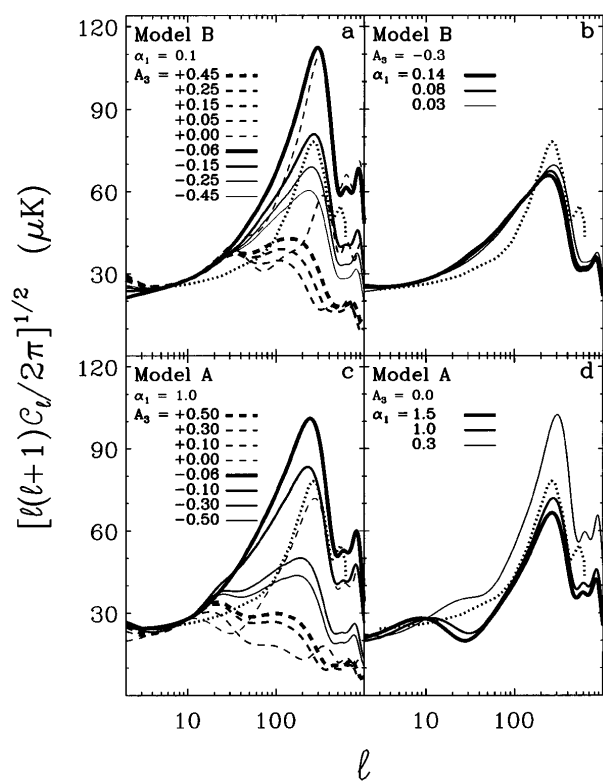 [ℓ(ℓ+1)C_ℓ/2π]^{1/2} (μK)
120
90
60
30
Model B a
α₁ = 0.1
A₃ = +0.45
+0.25
+0.15
+0.05
+0.00
−0.06
−0.15
−0.25
−0.45
Model B b
A₃ = −0.3
α₁ = 0.14
0.08
0.03
120
90
60
30
Model A c
α₁ = 1.0
A₃ = +0.50
+0.30
+0.10
+0.00
−0.06
−0.10
−0.30
−0.50
Model A d
A₃ = 0.0
α₁ = 1.5
1.0
0.3
10 100 10 100
ℓ